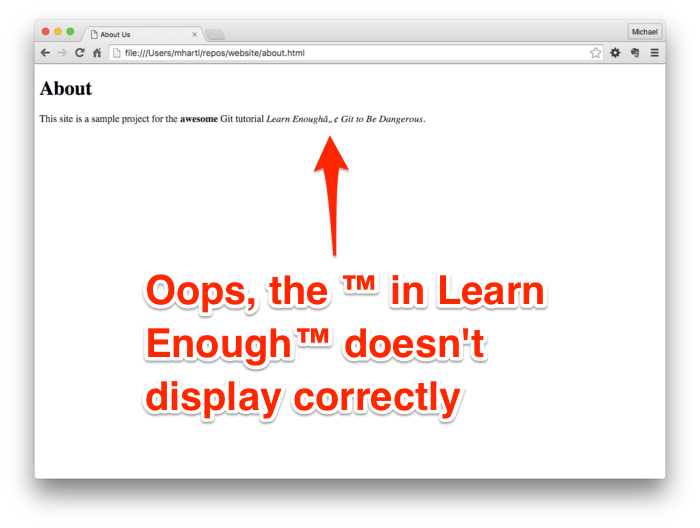 About Us
Michael
file:///Users/mhartl/repos/website/about.html
About
This site is a sample project for the awesome Git tutorial Learn Enoughâ„¢ Git to Be Dangerous.
Oops, the ™ in Learn
Enough™ doesn't
display correctly